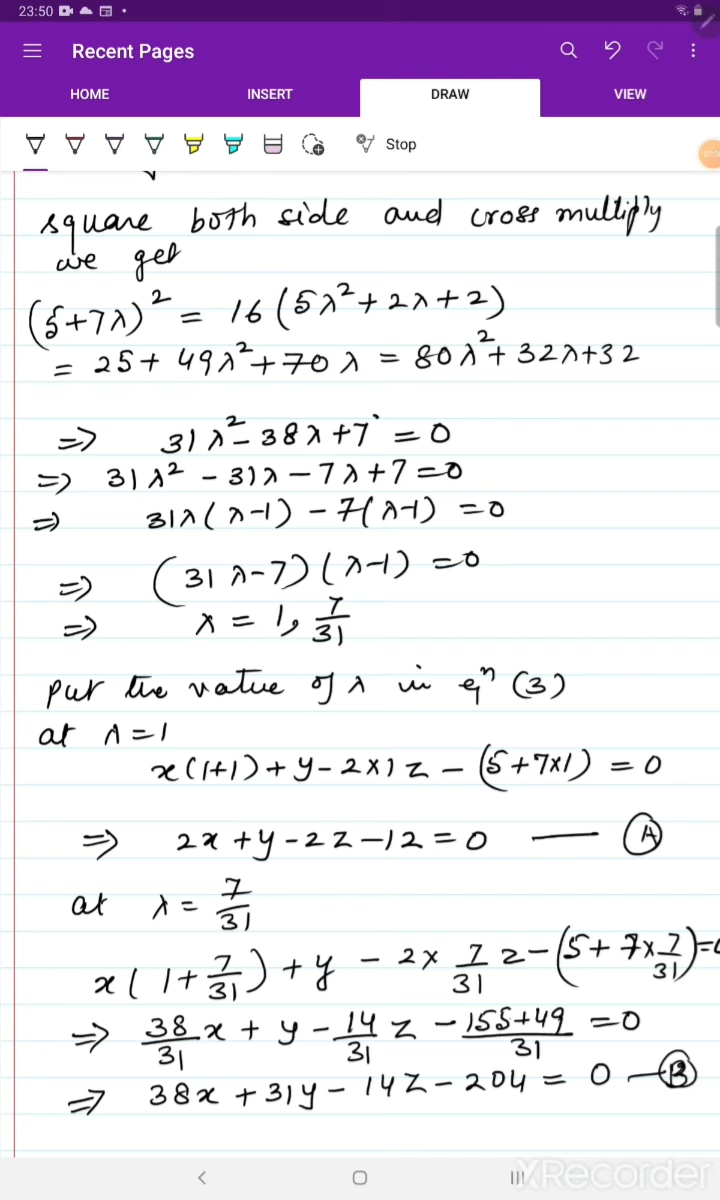 23:50
Recent Pages
HOME INSERT DRAW VIEW
Stop
square both side and cross multiply
we get
(5+7λ)² = 16(5λ²+2λ+2)
= 25+49λ²+70λ = 80λ²+32λ+32
⇒ 31λ²-38λ+7=0
⇒ 31λ²-31λ-7λ+7=0
⇒ 31λ(λ-1)-7(λ-1)=0
⇒ (31λ-7)(λ-1)=0
⇒ λ=1, 7/31
put the value of λ in eqⁿ (3)
at λ=1
x(1+1)+y-2×1z-(5+7×1)=0
⇒ 2x+y-2z-12=0 — A
at λ=7/31
x(1+7/31)+y-2×7/31z-(5+7×7/31)=0
⇒ 38/31x+y-14/31z-155+49/31=0
⇒ 38x+31y-14z-204=0 — B
XRecorder